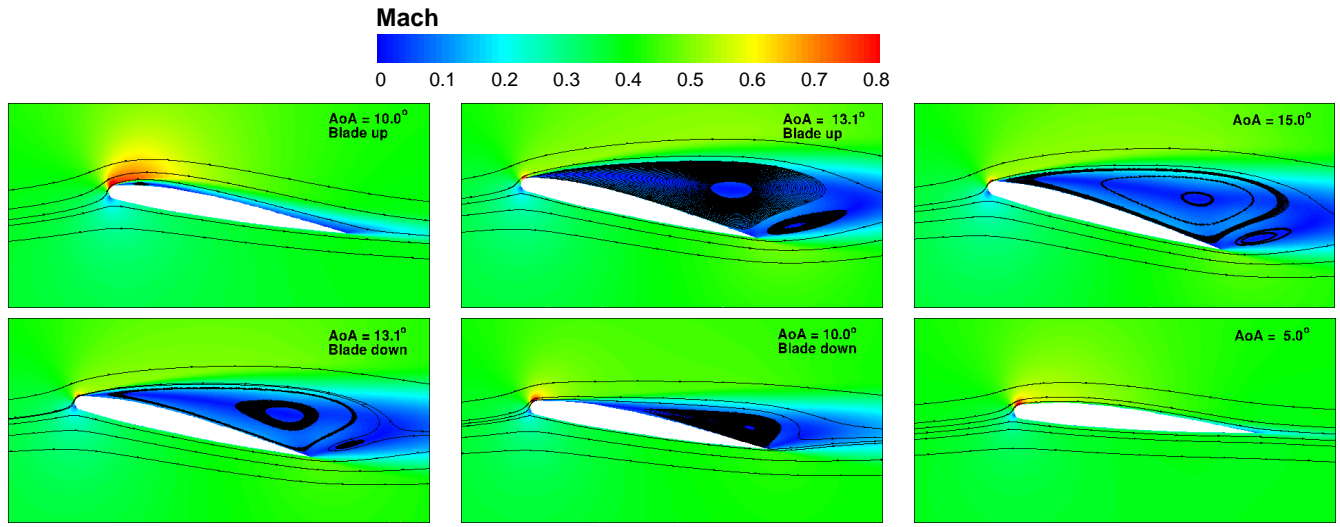 Mach
0 0.1 0.2 0.3 0.4 0.5 0.6 0.7 0.8
AoA = 10.0°
Blade up
AoA = 13.1°
Blade up
AoA = 15.0°
AoA = 13.1°
Blade down
AoA = 10.0°
Blade down
AoA = 5.0°